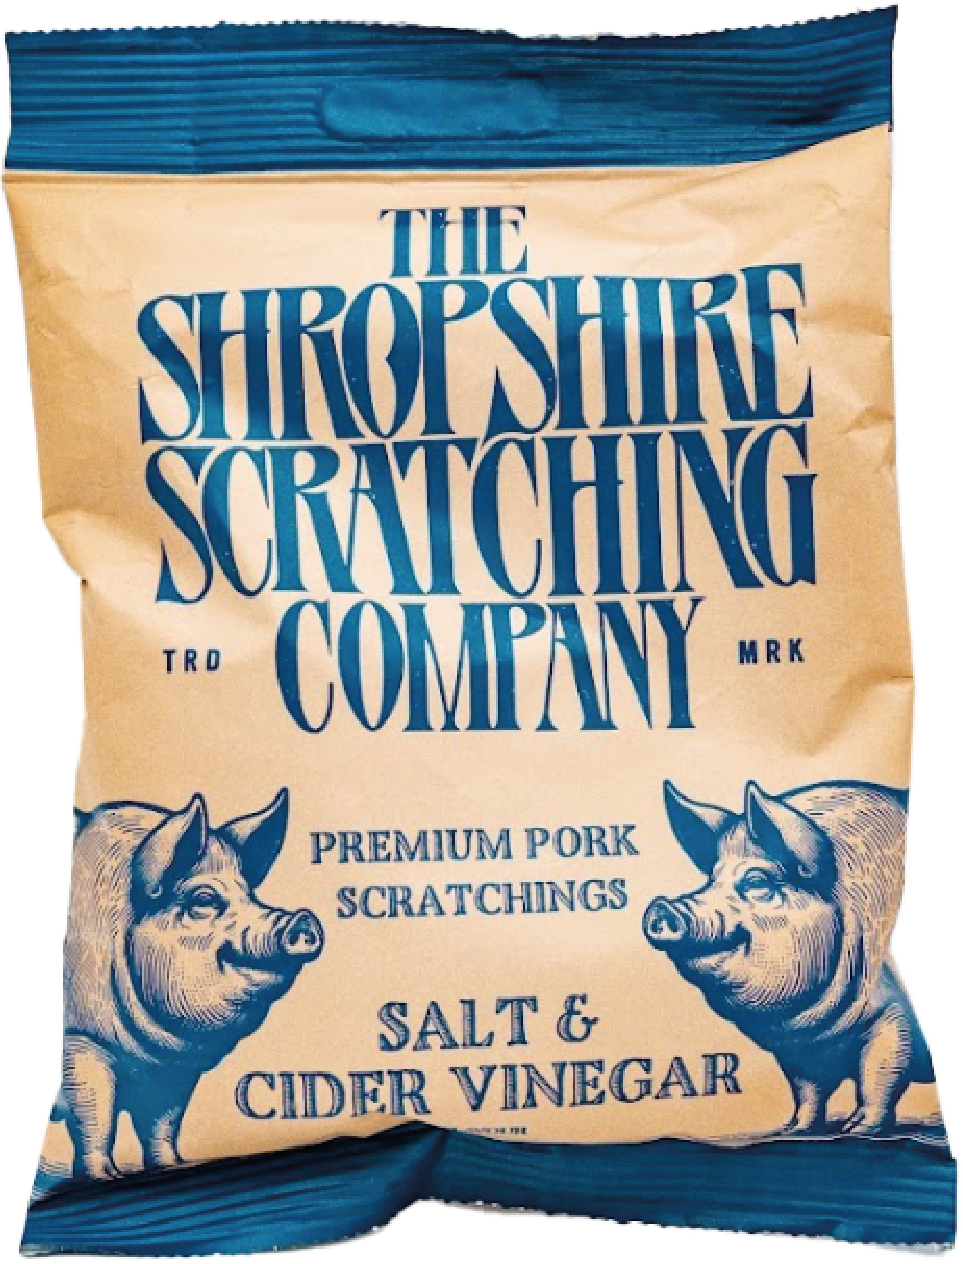 THE
SHROPSHIRE
SCRATCHING
COMPANY
TRD MRK
PREMIUM PORK
SCRATCHINGS
SALT &
CIDER VINEGAR